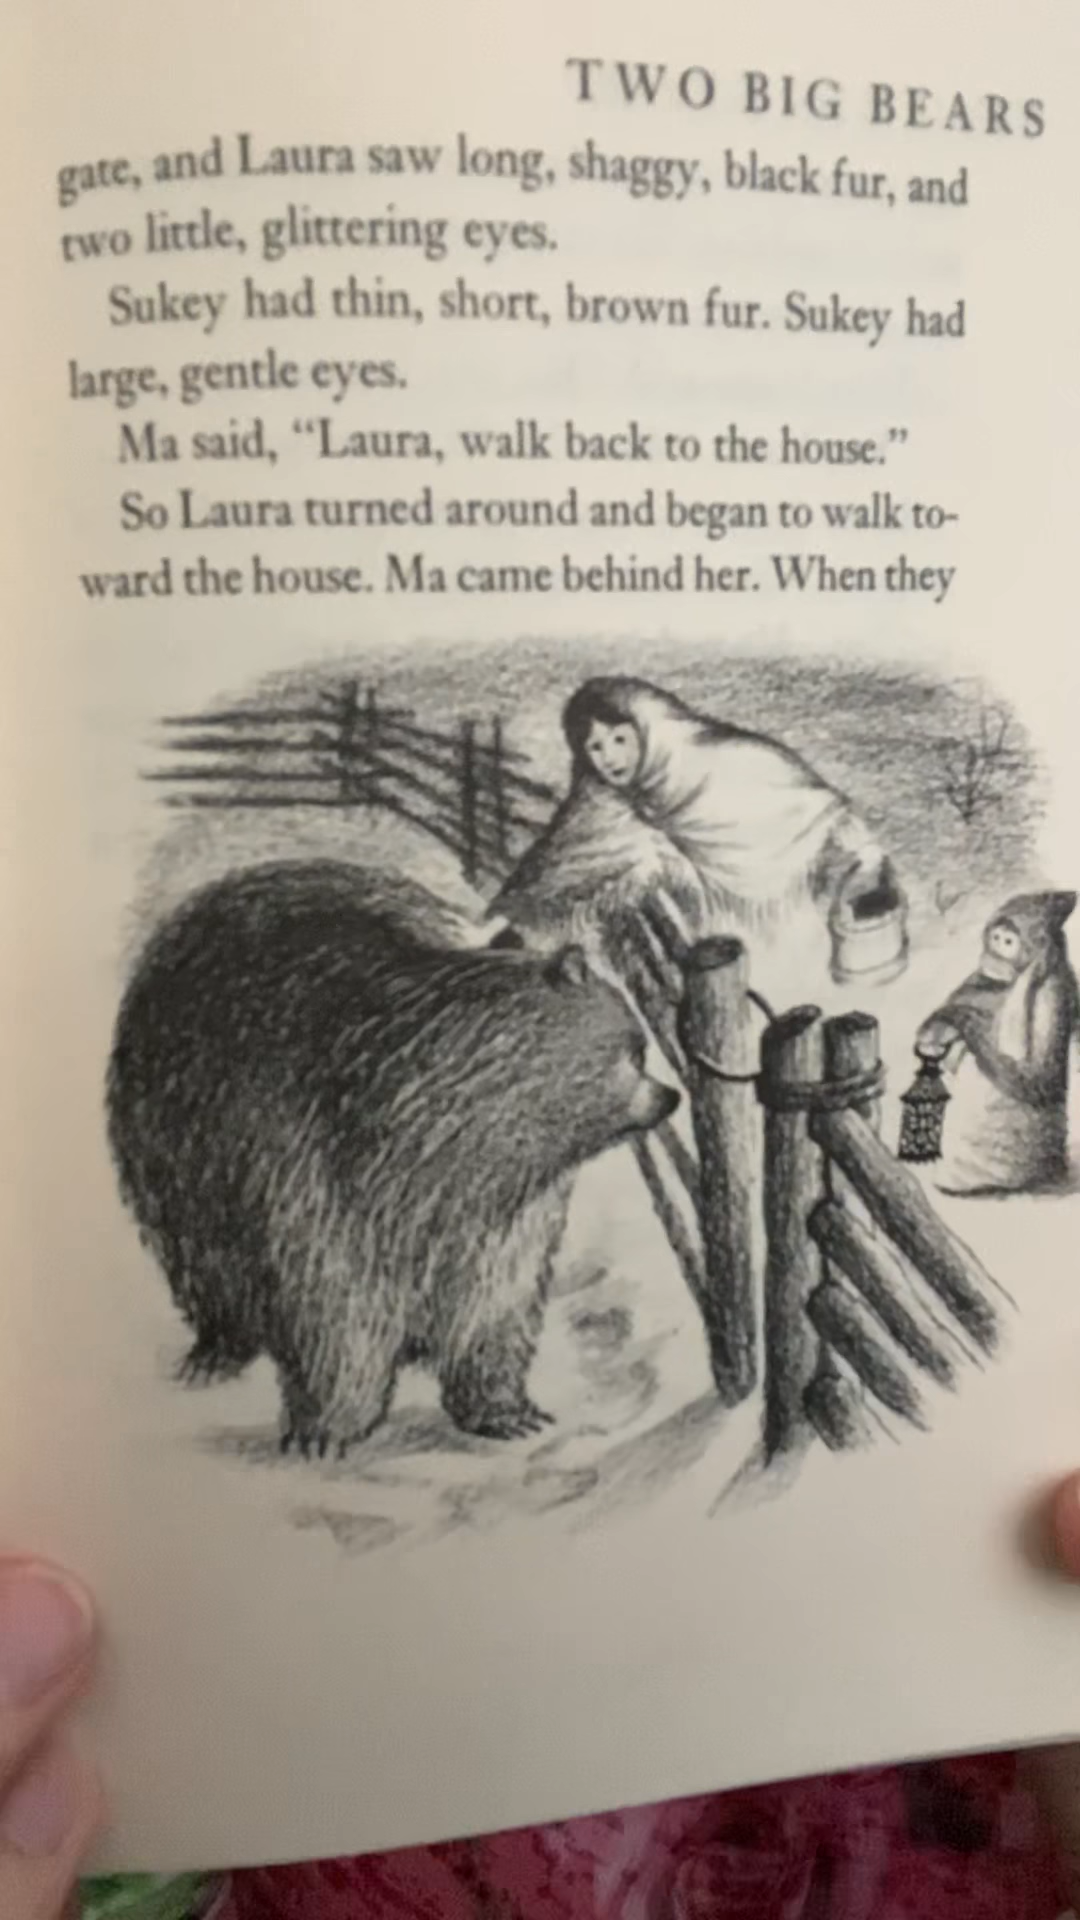 TWO BIG BEARS
gate, and Laura saw long, shaggy, black fur, and
two little, glittering eyes.
Sukey had thin, short, brown fur. Sukey had
large, gentle eyes.
Ma said, “Laura, walk back to the house.”
So Laura turned around and began to walk to-
ward the house. Ma came behind her. When they